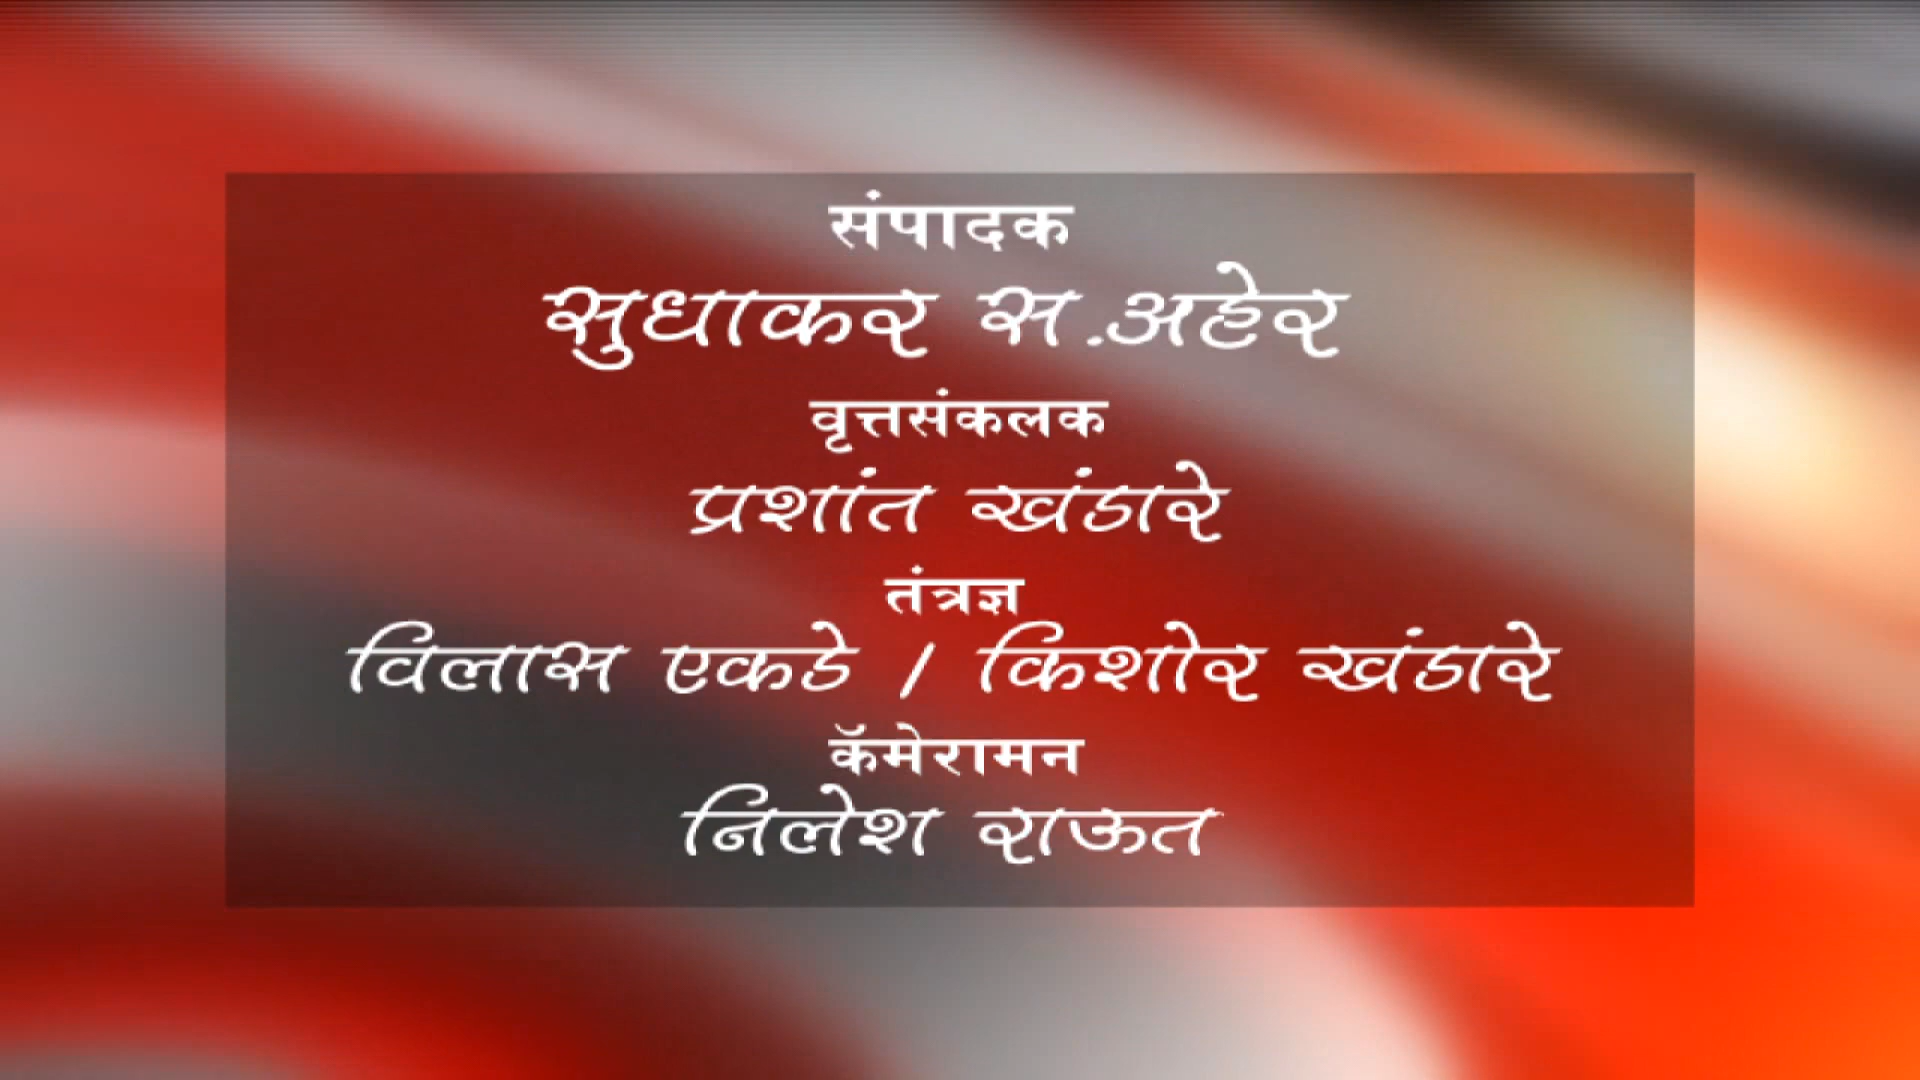 संपादक
सुधाकर स.अहेर
वृत्तसंकलक
प्रशांत खंडारे
तंत्रज्ञ
विलास एकडे / किशोर खंडारे
कॅमेरामन
निलेश राऊत